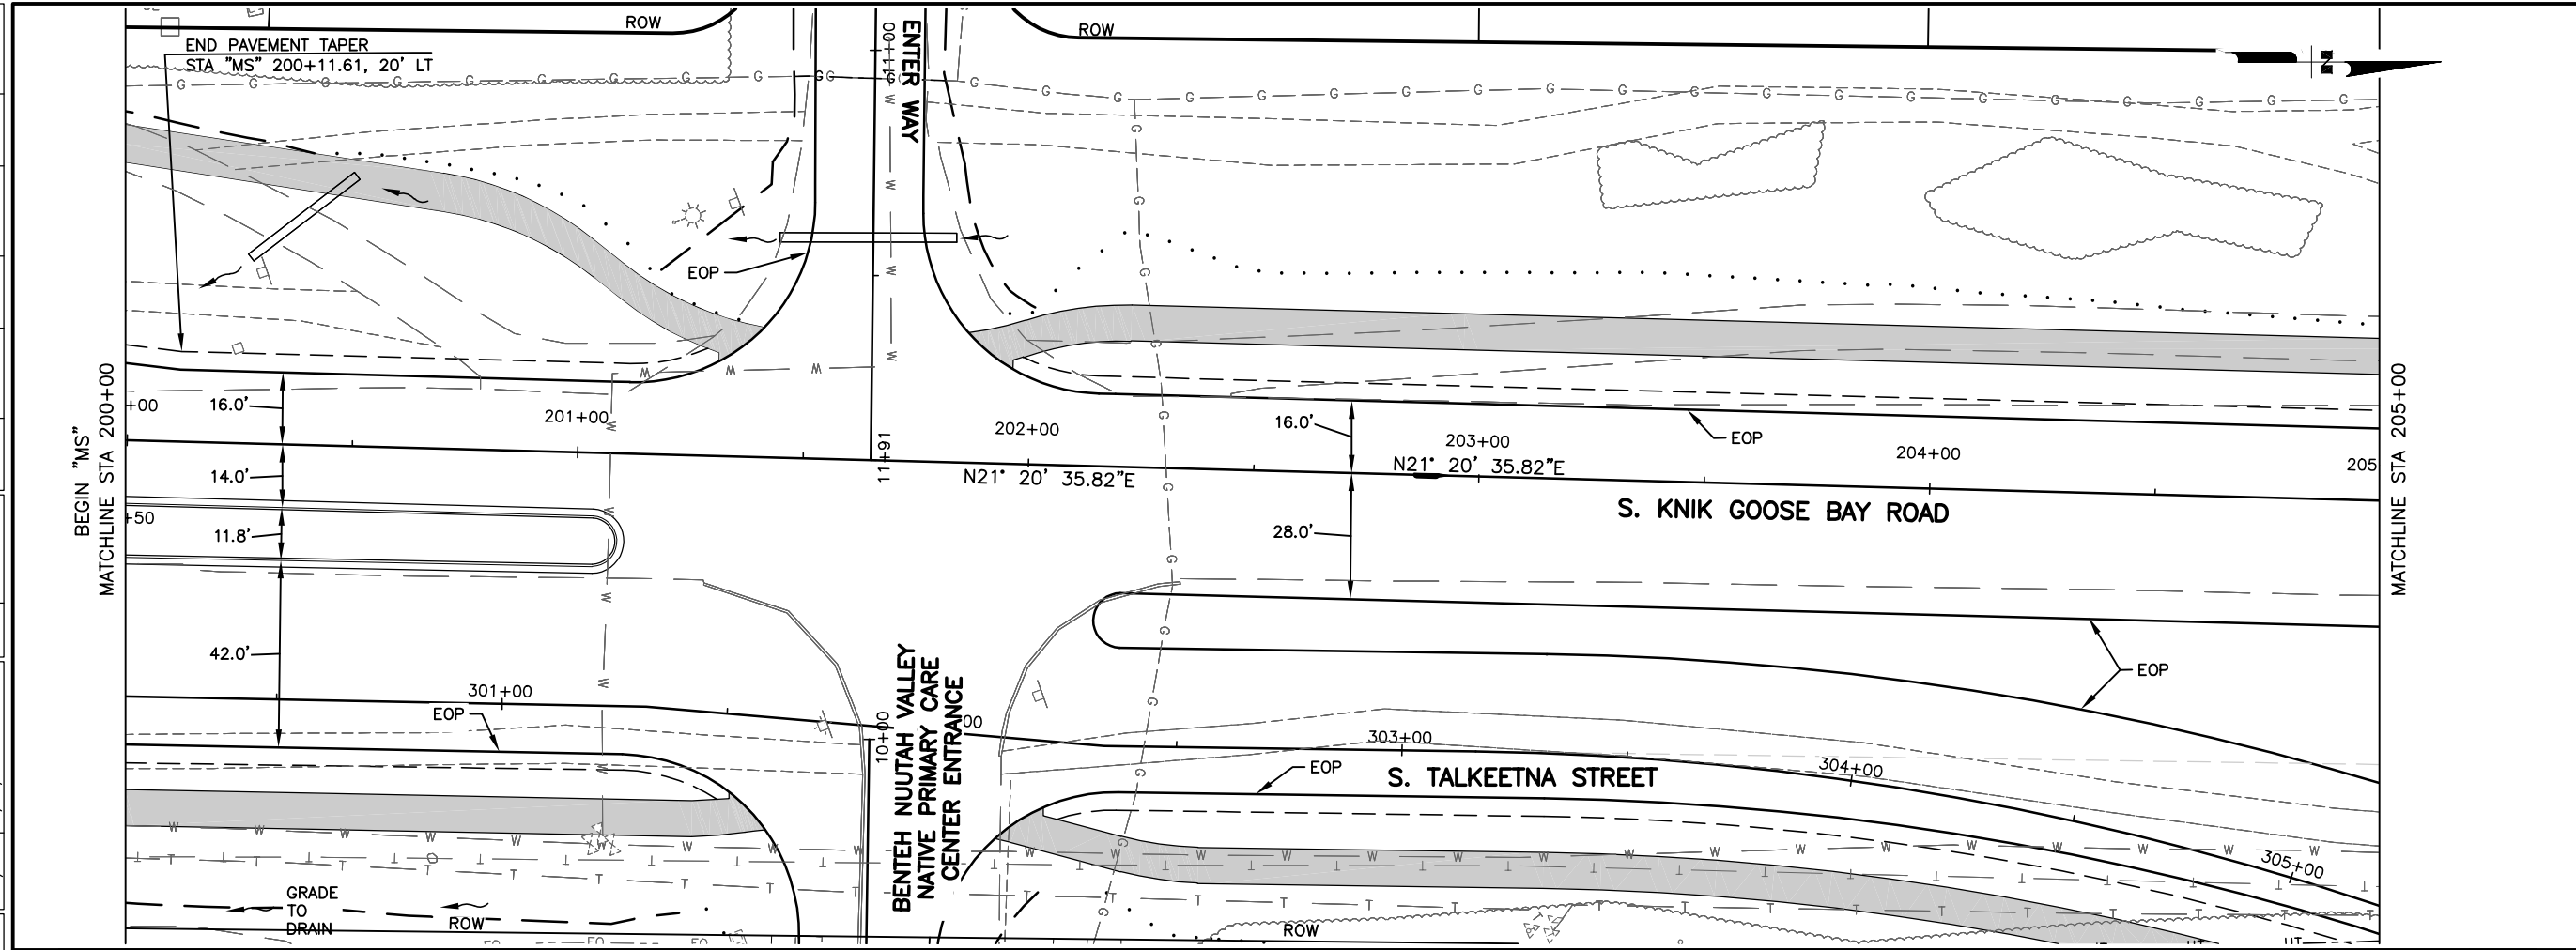 ROW
ROW
END PAVEMENT TAPER
STA "MS" 200+11.61, 20' LT
11+00
ENTER WAY
N
G G G G G G G G G GG G G G G G G G G G G G G G G G G G G G G
EOP
W W W W
W W W
BEGIN "MS"
MATCHLINE STA 200+00
+00
16.0'
201+00
202+00
16.0'
203+00
EOP
204+00
205
MATCHLINE STA 205+00
11+91
N21° 20' 35.82"E
N21° 20' 35.82"E
14.0'
S. KNIK GOOSE BAY ROAD
+50
11.8'
28.0'
42.0'
301+00
EOP
EOP
10+00
00
BENTEH NUUTAH VALLEY
NATIVE PRIMARY CARE
CENTER ENTRANCE
303+00
EOP
S. TALKEETNA STREET
304+00
305+00
GRADE
TO
DRAIN
ROW
ROW